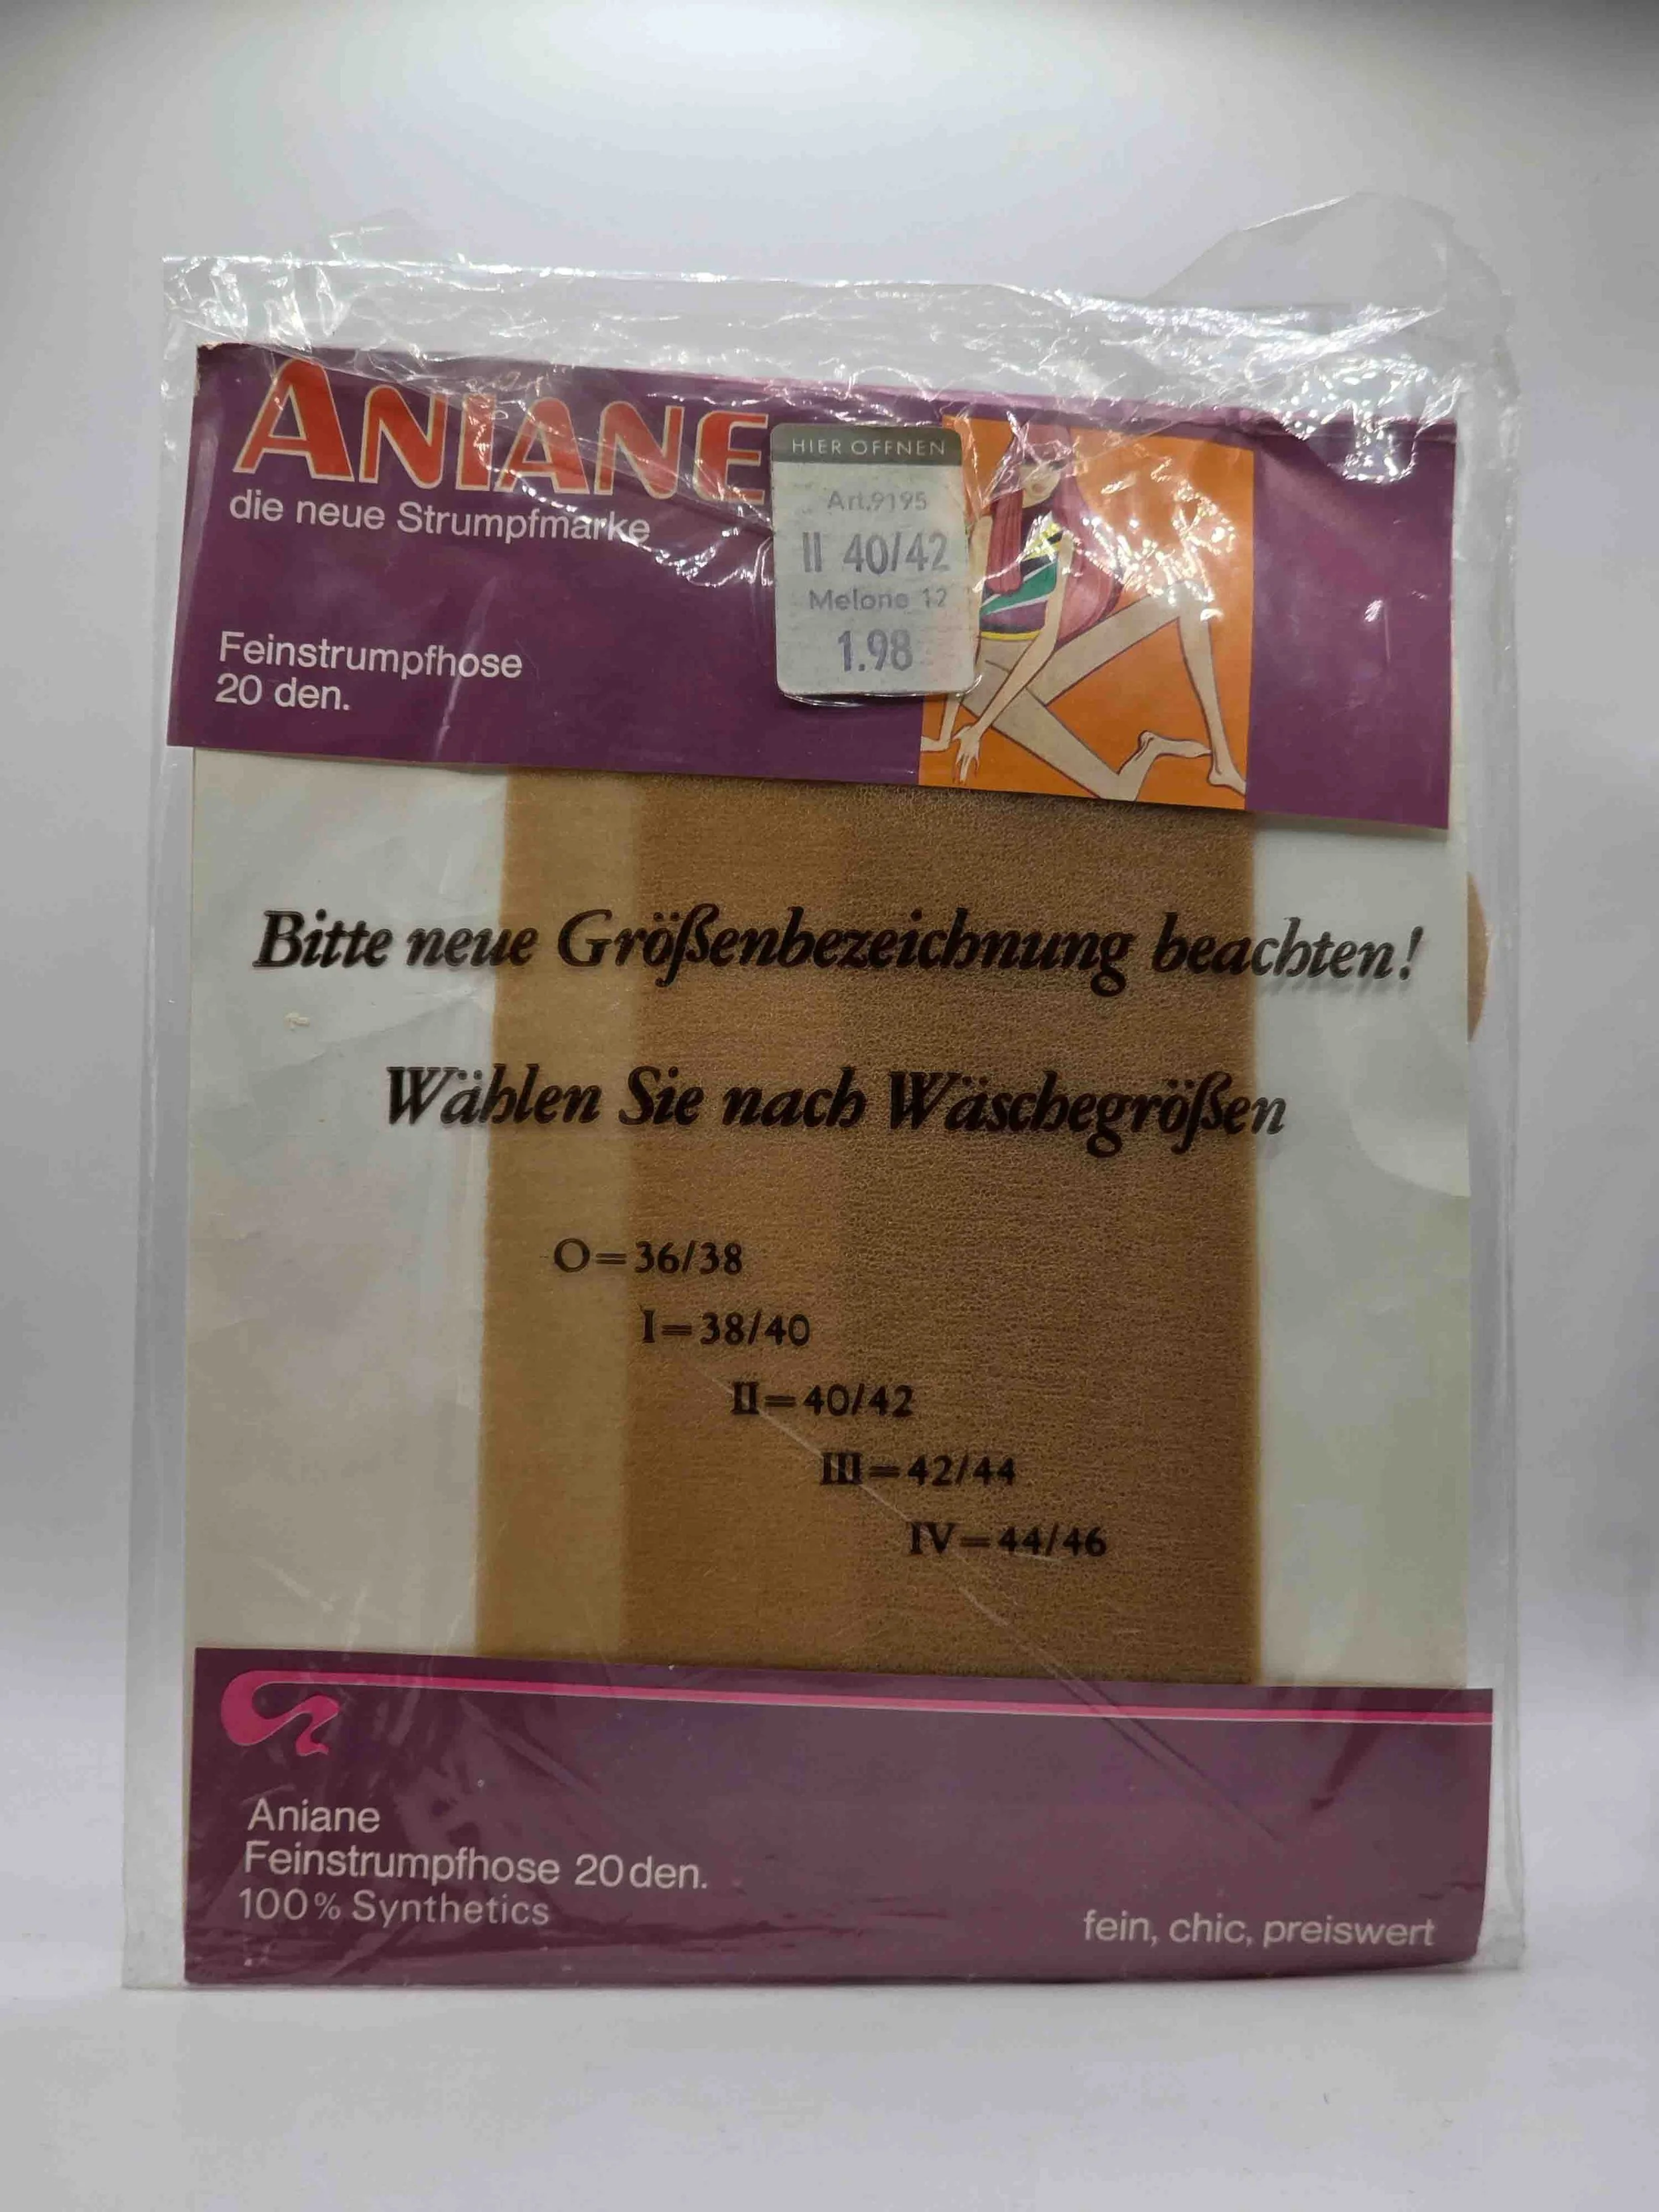 ANIANE
die neue Strumpfmarke
Feinstrumpfhose
20 den.
HIER OFFNEN
Art.9195
II 40/42
Melone 12
1.98
Bitte neue Größenbezeichnung beachten!
Wählen Sie nach Wäschegrößen
O=36/38
I=38/40
II=40/42
III=42/44
IV=44/46
Aniane
Feinstrumpfhose 20den.
100% Synthetics
fein, chic, preiswert